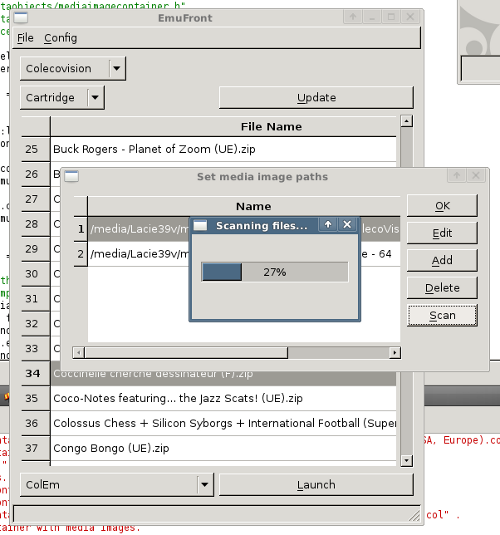 taobjects/mediaimagecontainer.h"
EmuFront
File Config
Colecovision
Cartridge
Update
File Name
25 Buck Rogers - Planet of Zoom (UE).zip
26 B
27 C
28 C
29 C
30 C
31 C
32 C
33 C
34 Coccinelle cherche dessinateur (F).zip
35 Coco-Notes featuring... the Jazz Scats! (UE).zip
36 Colossus Chess + Silicon Syborgs + International Football (Super
37 Congo Bongo (UE).zip
ColEm
Launch
Set media image paths
Name
1 /media/Lacie39v/m lecoVis
2 /media/Lacie39v/m e - 64
OK
Edit
Add
Delete
Scan
Scanning files...
27%
SA, Europe).co
col" .
tainer with media images.